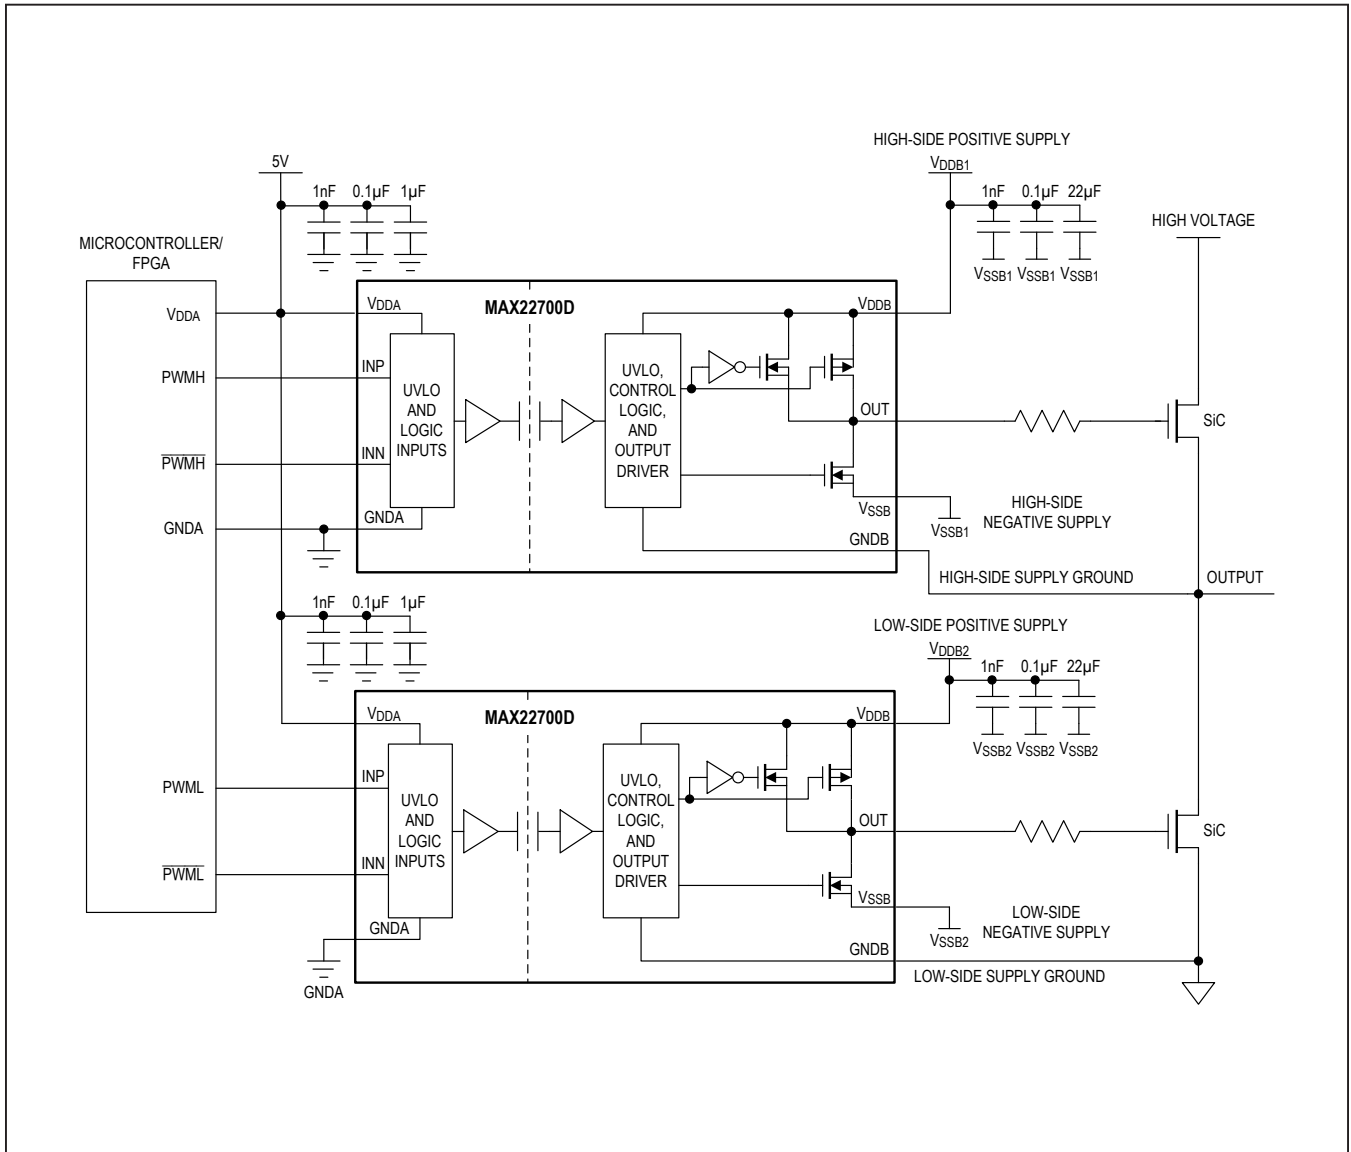 HIGH-SIDE POSITIVE SUPPLY
5V
VDDB1
1nF 0.1µF 1µF
1nF 0.1µF 22µF
HIGH VOLTAGE
MICROCONTROLLER/
FPGA
VSSB1 VSSB1 VSSB1
VDDA
VDDA
MAX22700D
VDDB
PWMH
INP
UVLO
AND
LOGIC
INPUTS
UVLO,
CONTROL
LOGIC,
AND
OUTPUT
DRIVER
OUT
SiC
PWMH
INN
GNDA
GNDA
VSSB
VSSB1
HIGH-SIDE
NEGATIVE SUPPLY
GNDB
HIGH-SIDE SUPPLY GROUND
OUTPUT
1nF 0.1µF 1µF
LOW-SIDE POSITIVE SUPPLY
VDDB2
1nF 0.1µF 22µF
VDDA
MAX22700D
VDDB
VSSB2 VSSB2 VSSB2
PWML
INP
UVLO
AND
LOGIC
INPUTS
UVLO,
CONTROL
LOGIC,
AND
OUTPUT
DRIVER
OUT
SiC
PWML
INN
GNDA
VSSB
VSSB2
LOW-SIDE
NEGATIVE SUPPLY
GNDB
LOW-SIDE SUPPLY GROUND
GNDA